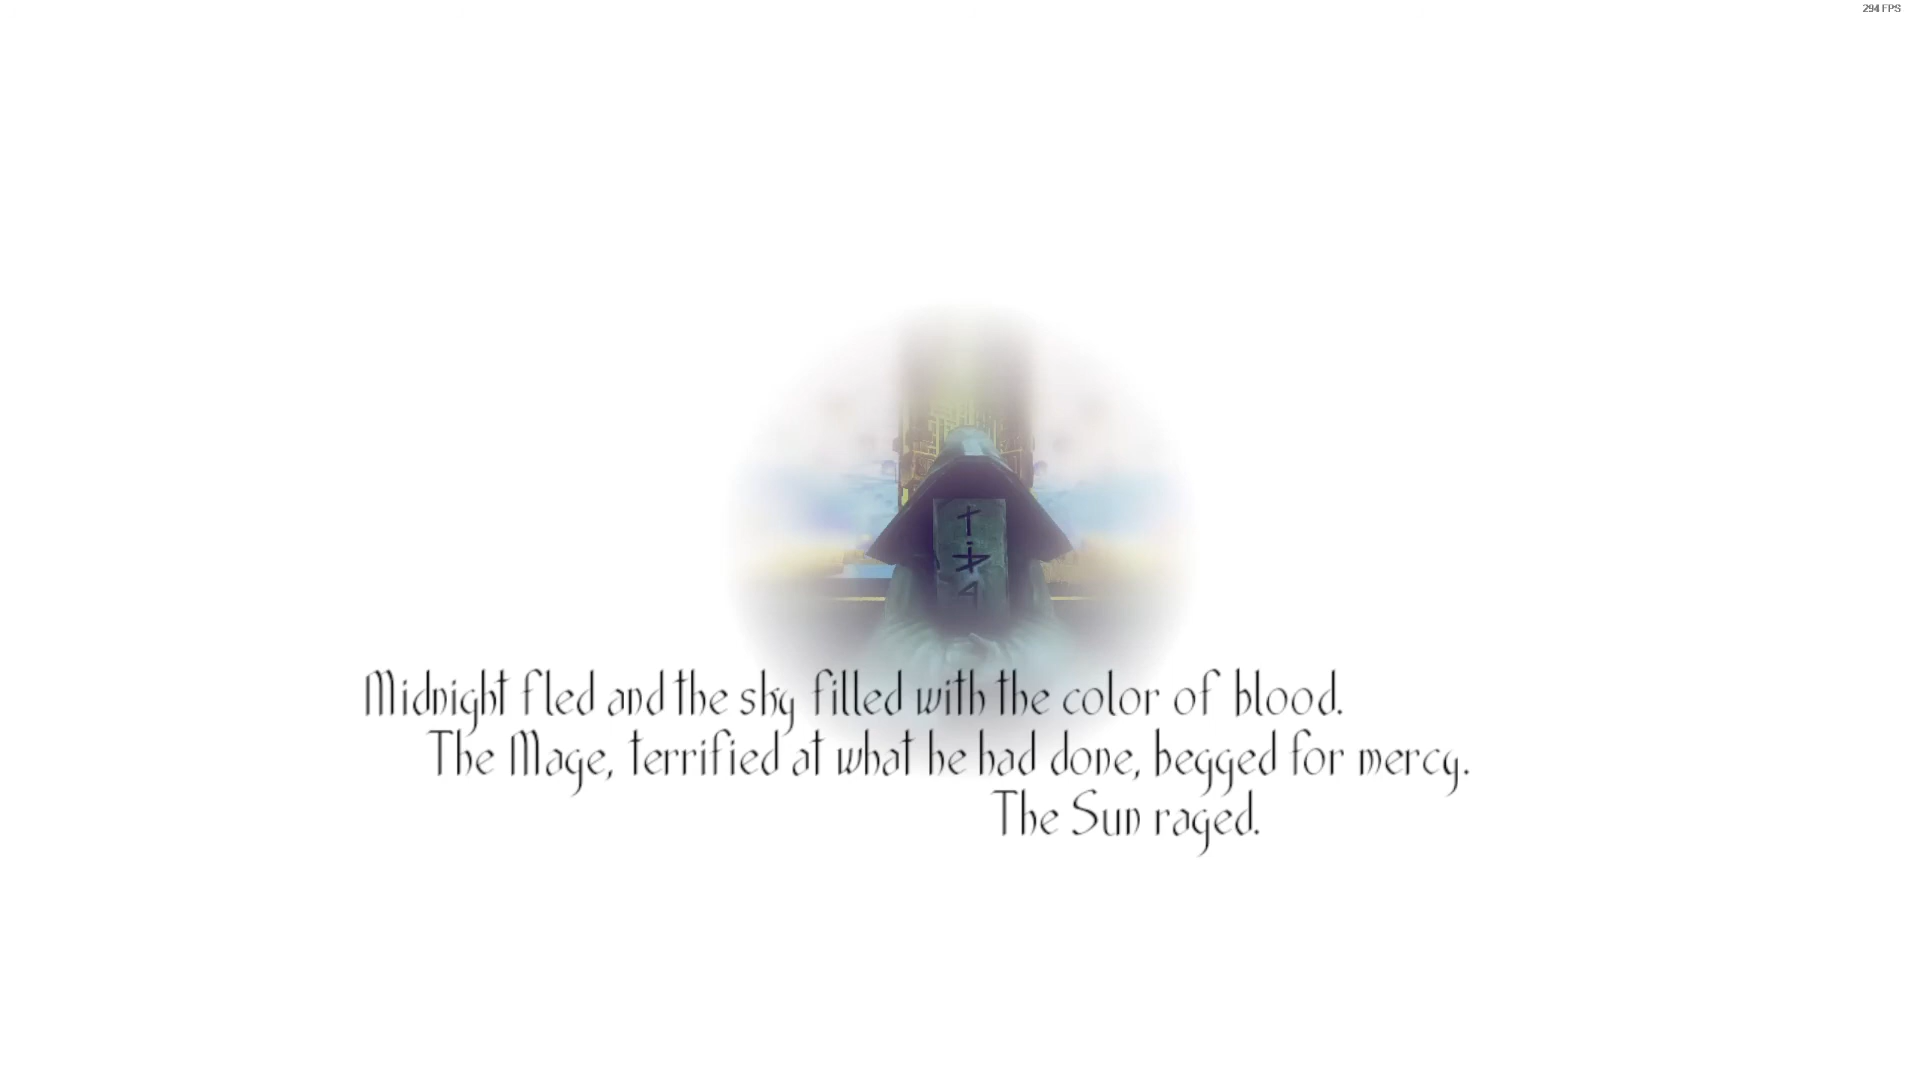 294 FPS
Midnight fled and the sky filled with the color of blood.
The Mage, terrified at what he had done, begged for mercy.
The Sun raged.